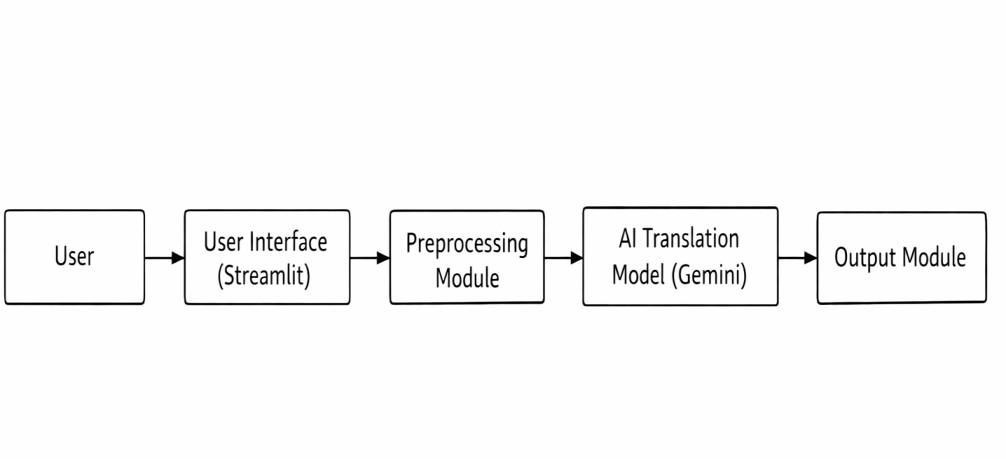 User
User Interface
(Streamlit)
Preprocessing
Module
AI Translation
Model (Gemini)
Output Module